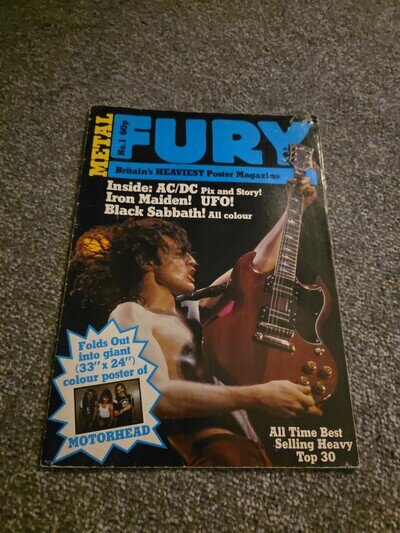 METAL
FURY
No.1 60p
Britain's HEAVIEST Poster Magazine
Inside: AC/DC Pix and Story!
Iron Maiden! UFO!
Black Sabbath! All colour
Folds Out
into giant
(33" x 24")
colour poster of
MOTORHEAD
All Time Best
Selling Heavy
Top 30